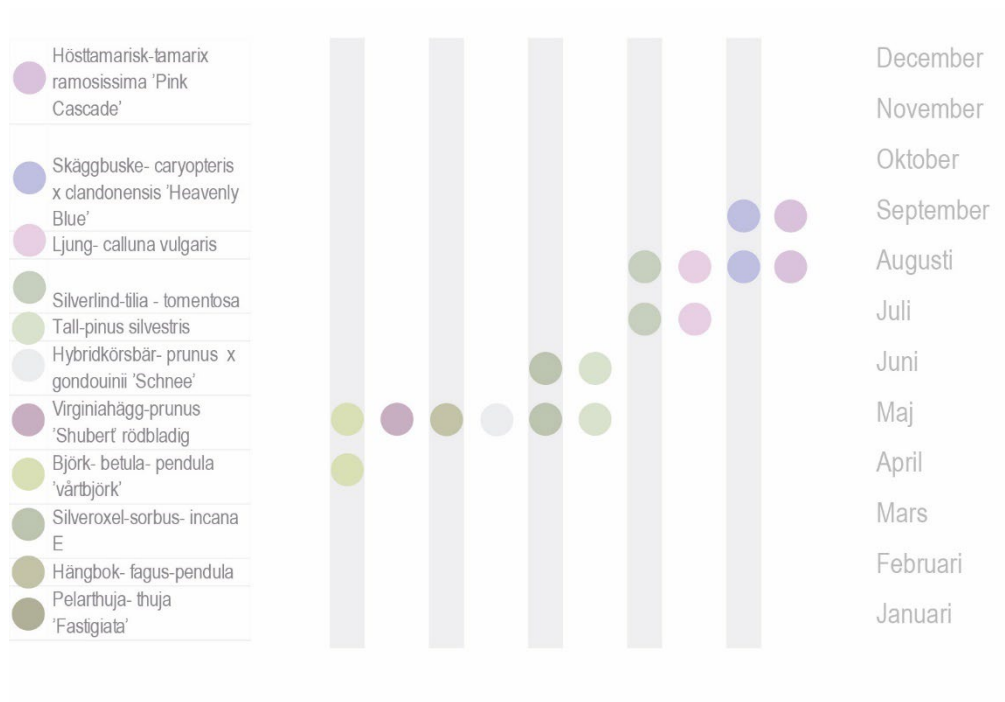 Hösttamarisk-tamarix
ramosissima 'Pink
Cascade'
Skäggbuske- caryopteris
x clandonensis 'Heavenly
Blue'
Ljung- calluna vulgaris
Silverlind-tilia - tomentosa
Tall-pinus silvestris
Hybridkörsbär- prunus x
gondouinii 'Schnee'
Virginiahägg-prunus
'Shubert' rödbladig
Björk- betula- pendula
'vårtbjörk'
Silveroxel-sorbus- incana
E
Hängbok- fagus-pendula
Pelarthuja- thuja
'Fastigiata'
December
November
Oktober
September
Augusti
Juli
Juni
Maj
April
Mars
Februari
Januari